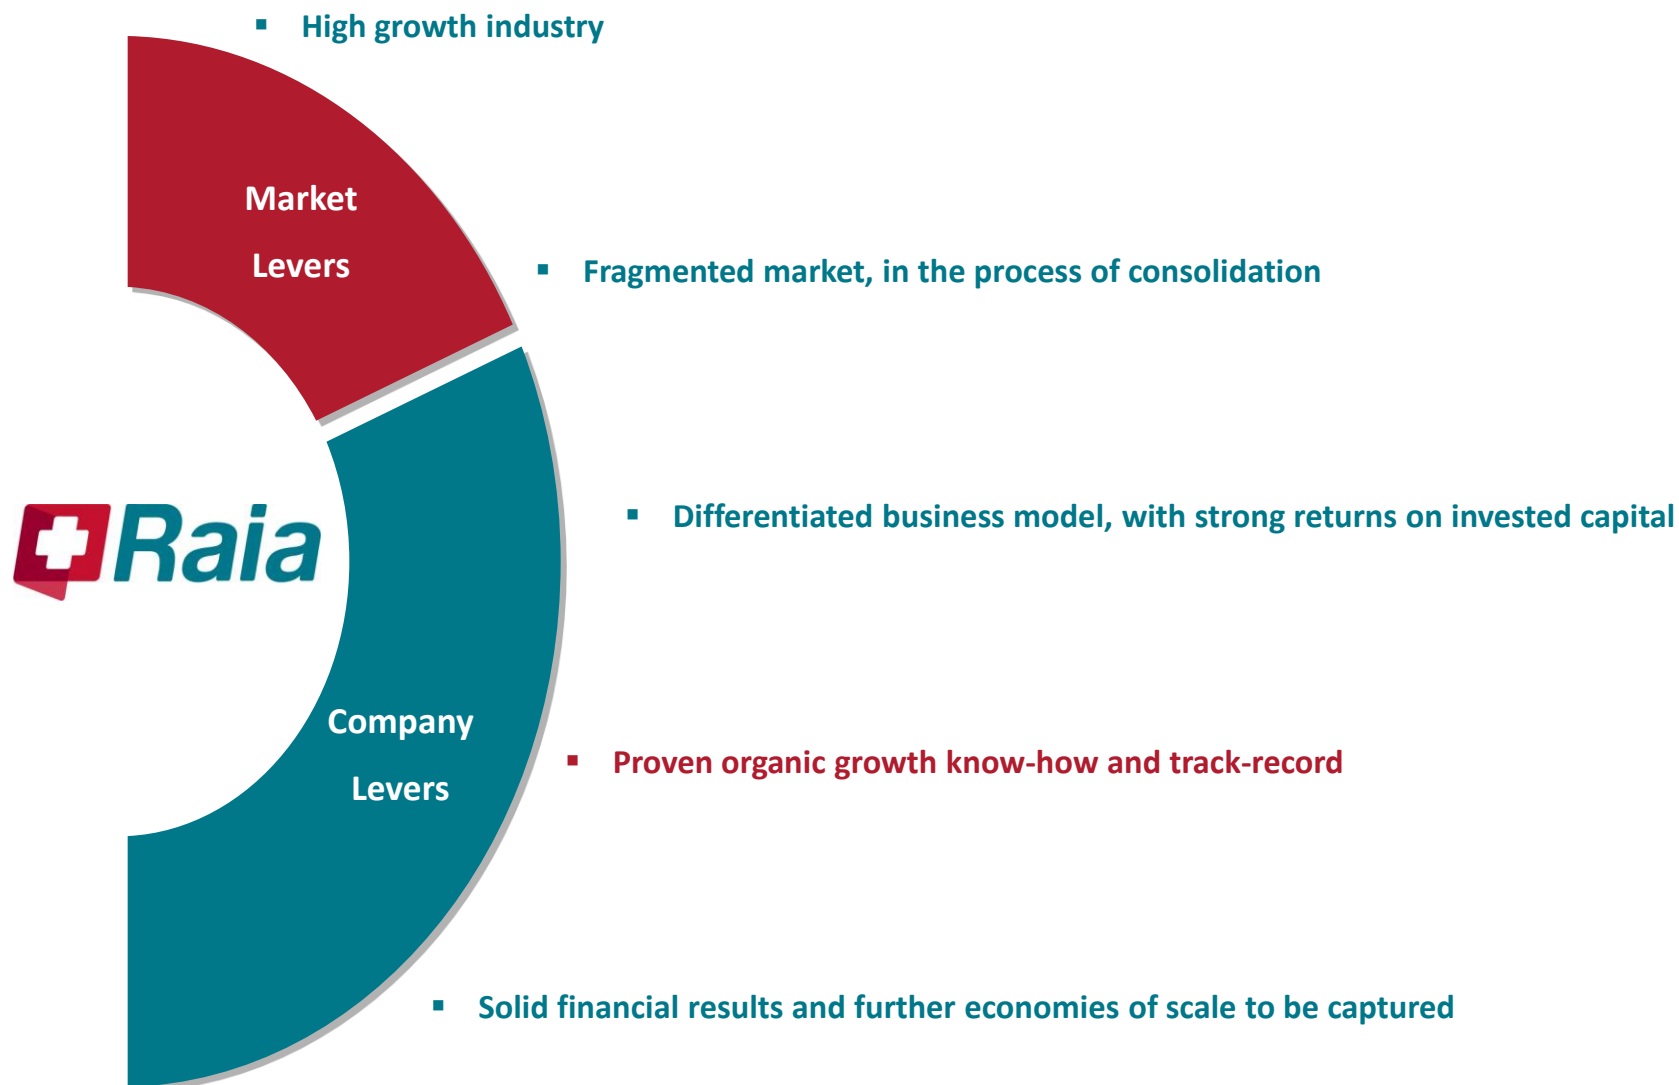 High growth industry
Market
Levers
Fragmented market, in the process of consolidation
Raia
Differentiated business model, with strong returns on invested capital
Company
Levers
Proven organic growth know-how and track-record
Solid financial results and further economies of scale to be captured